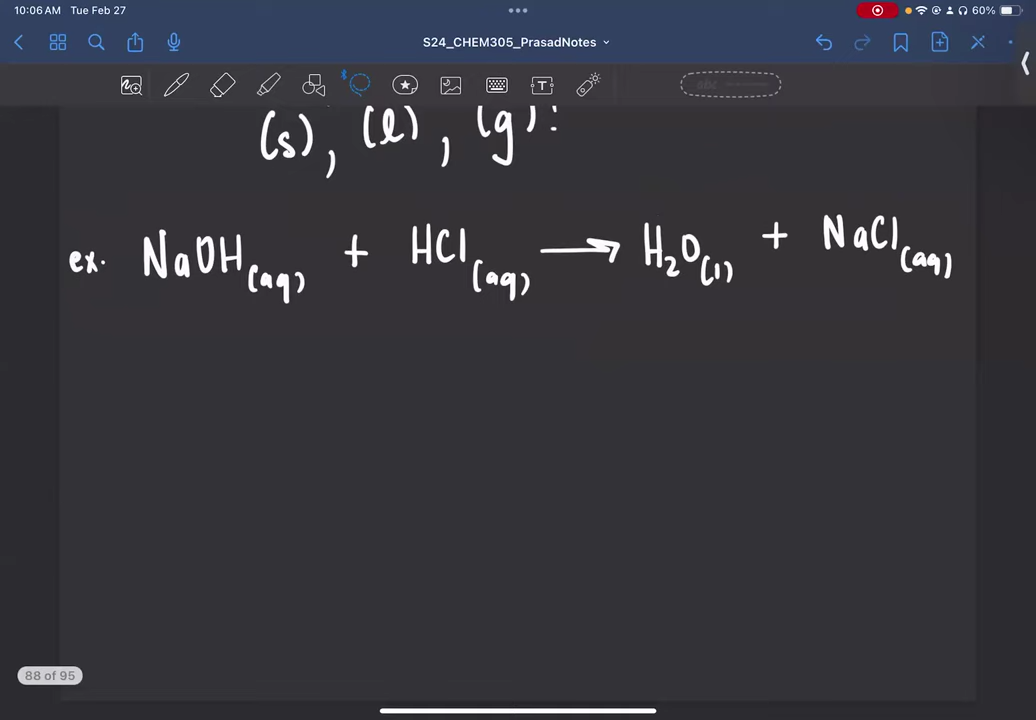 10:06 AM Tue Feb 27
60%
S24_CHEM305_PrasadNotes
T
abc
(s), (l), (g)!
ex. NaOH(aq) + HCl(aq) → H₂O(l) + NaCl(aq)
88 of 95